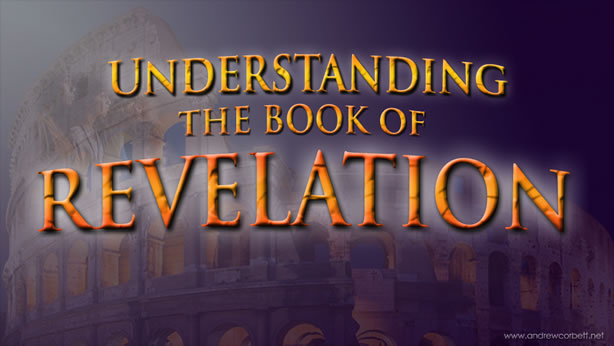 UNDERSTANDING
THE BOOK OF
REVELATION
www.andrewcorbett.net